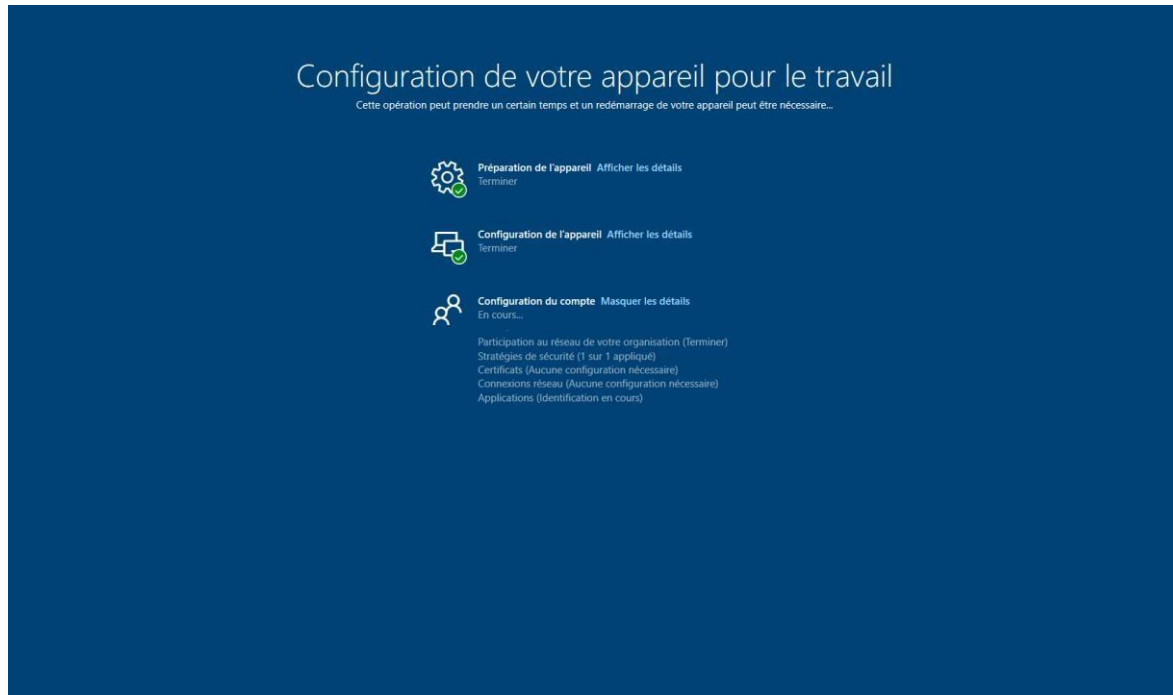 Configuration de votre appareil pour le travail
Cette opération peut prendre un certain temps et un redémarrage de votre appareil peut être nécessaire...
Préparation de l'appareil Afficher les détails
Terminer
Configuration de l'appareil Afficher les détails
Terminer
Configuration du compte Masquer les détails
En cours...
Participation au réseau de votre organisation (Terminer)
Stratégies de sécurité (1 sur 1 appliqué)
Certificats (Aucune configuration nécessaire)
Connexions réseau (Aucune configuration nécessaire)
Applications (Identification en cours)